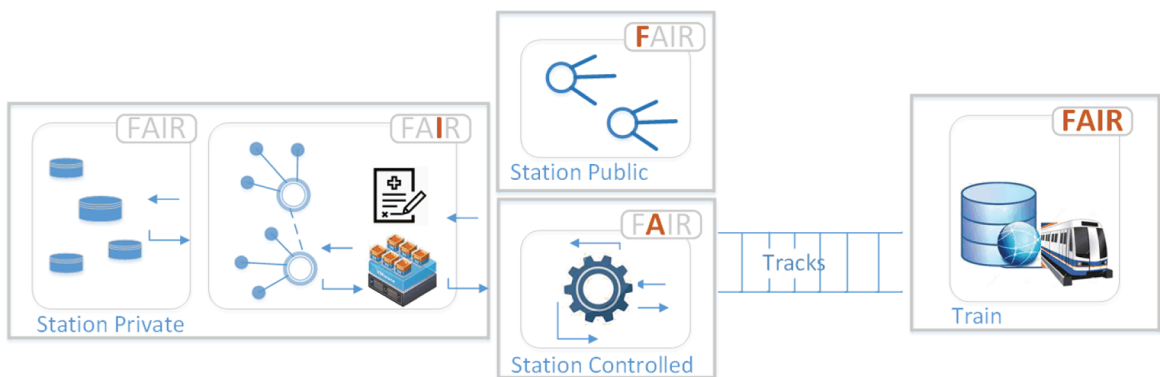 FAIR
FAIR
Station Private
FAIR
Station Public
FAIR
Station Controlled
Tracks
FAIR
Train